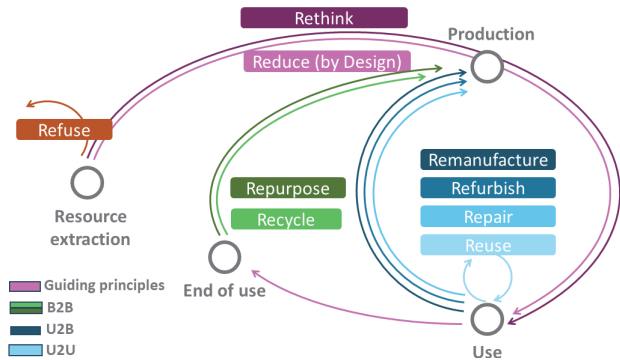 Rethink
Production
Reduce (by Design)
Refuse
Remanufacture
Refurbish
Repair
Reuse
Repurpose
Recycle
Resource
extraction
End of use
Guiding principles
B2B
U2B
U2U
Use